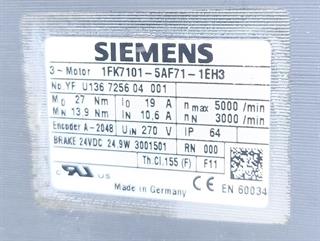 SIEMENS
3~Motor 1FK7101-5AF71-1EH3
No. YF U136 7256 04 001
M₀ 27 Nm I₀ 19 A nmax 5000 /min
MN 13,9 Nm IN 10,6 A nN 3000 /min
Encoder A-2048 UIN 270 V IP 64
BRAKE 24VDC 24.9W 3001501 RN 000
Th.Cl.155 (F) F11
c UR US CE EN 60034
Made in Germany